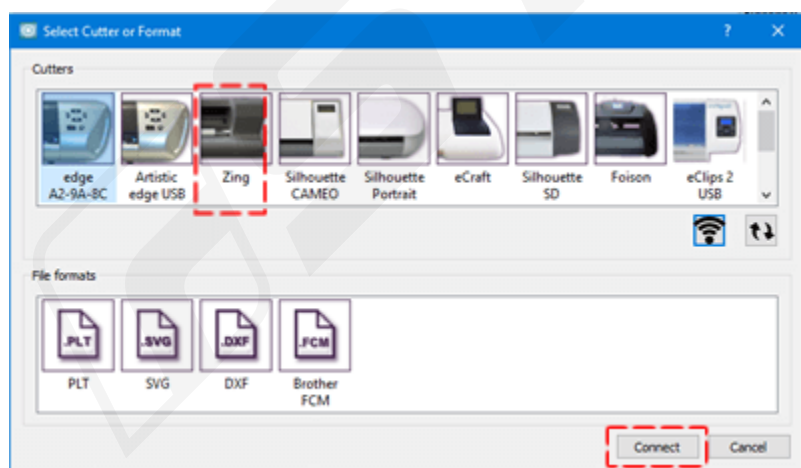 Select Cutter or Format
?
Cutters
edge
A2-9A-8C
Artistic
edge USB
Zing
Silhouette
CAMEO
Silhouette
Portrait
eCraft
Silhouette
SD
Foison
eClips 2
USB
File formats
.PLT
.SVG
.DXF
.FCM
PLT
SVG
DXF
Brother
FCM
Connect
Cancel